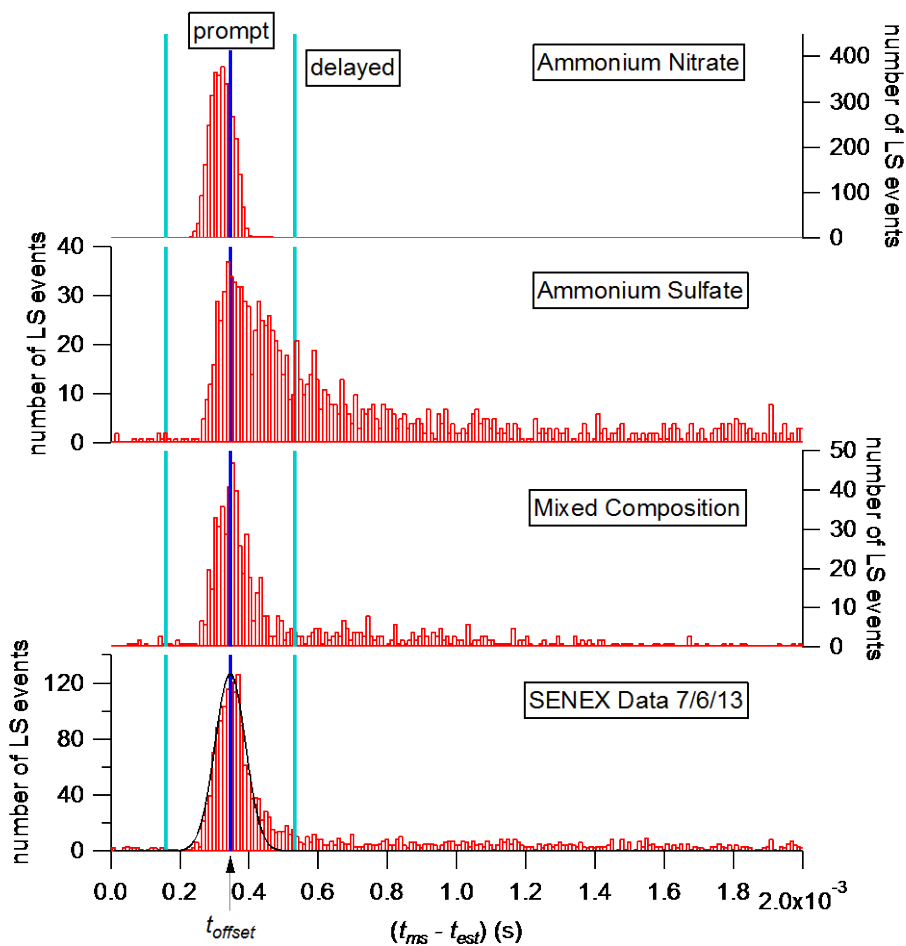 prompt
delayed
Ammonium Nitrate
400
300
200
100
0
number of LS events
Ammonium Sulfate
40
30
20
10
0
number of LS events
Mixed Composition
50
40
30
20
10
0
number of LS events
SENEX Data 7/6/13
120
80
40
0
number of LS events
0.0 0.2 0.4 0.6 0.8 1.0 1.2 1.4 1.6 1.8 2.0x10⁻³
t_offset
(t_ms - t_est) (s)